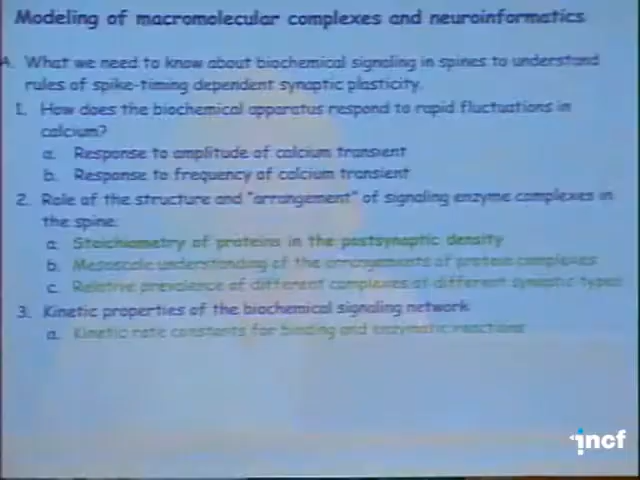 Modeling of macromolecular complexes and neuroinformatics
A. What we need to know about biochemical signaling in spines to understand
rules of spike-timing dependent synaptic plasticity.
1. How does the biochemical apparatus respond to rapid fluctuations in
calcium?
a. Response to amplitude of calcium transient
b. Response to frequency of calcium transient
2. Role of the structure and "arrangement" of signaling enzyme complexes in
the spine:
a. Stoichiometry of proteins in the postsynaptic density
b. Mesoscale understanding of the arrangements of protein complexes
c. Relative prevalence of different complexes at different synaptic types
3. Kinetic properties of the biochemical signaling network
a. Kinetic rate constants for binding and enzymatic reactions
incf